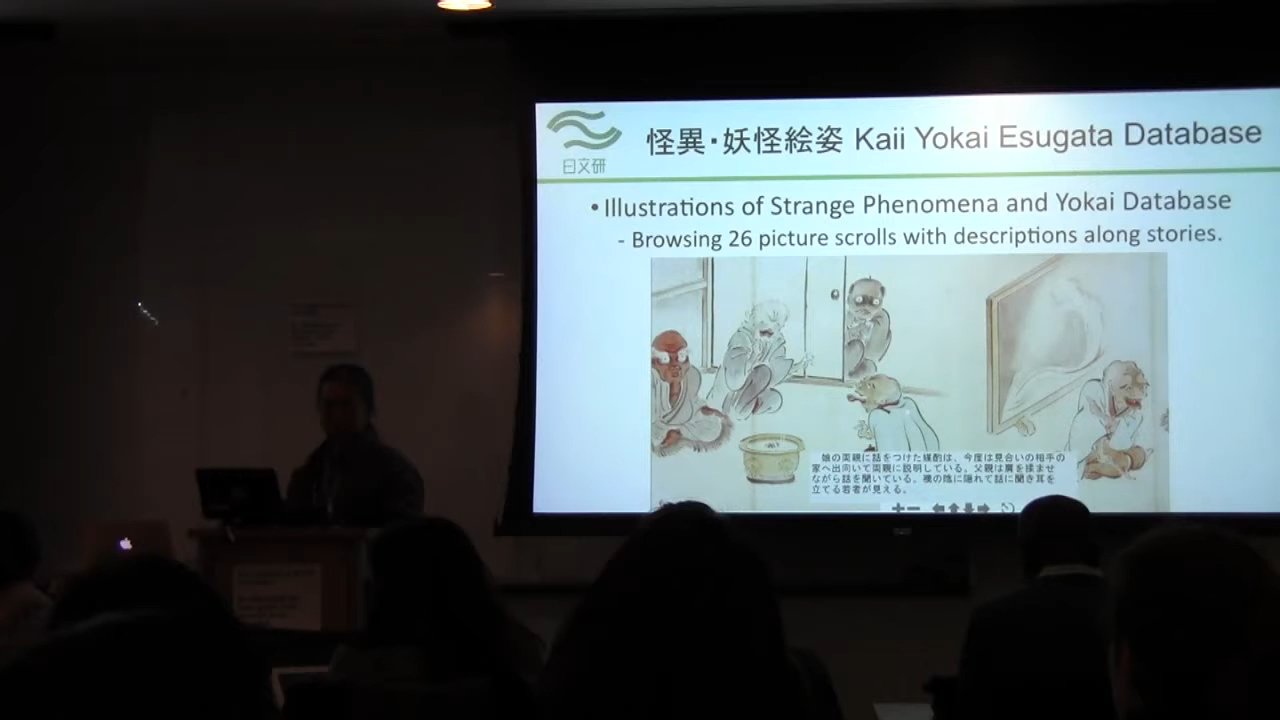 日文研
怪異・妖怪絵姿 Kaii Yokai Esugata Database
• Illustrations of Strange Phenomena and Yokai Database
- Browsing 26 picture scrolls with descriptions along stories.
娘の両親に話をつけた媒酌は、今度は見合いの相手の
家へ出向いて両親に説明している。父親は肩を揉ませ
ながら話を聞いている。襖の陰に隠れて話に聞き耳を
立てる若者が見える。